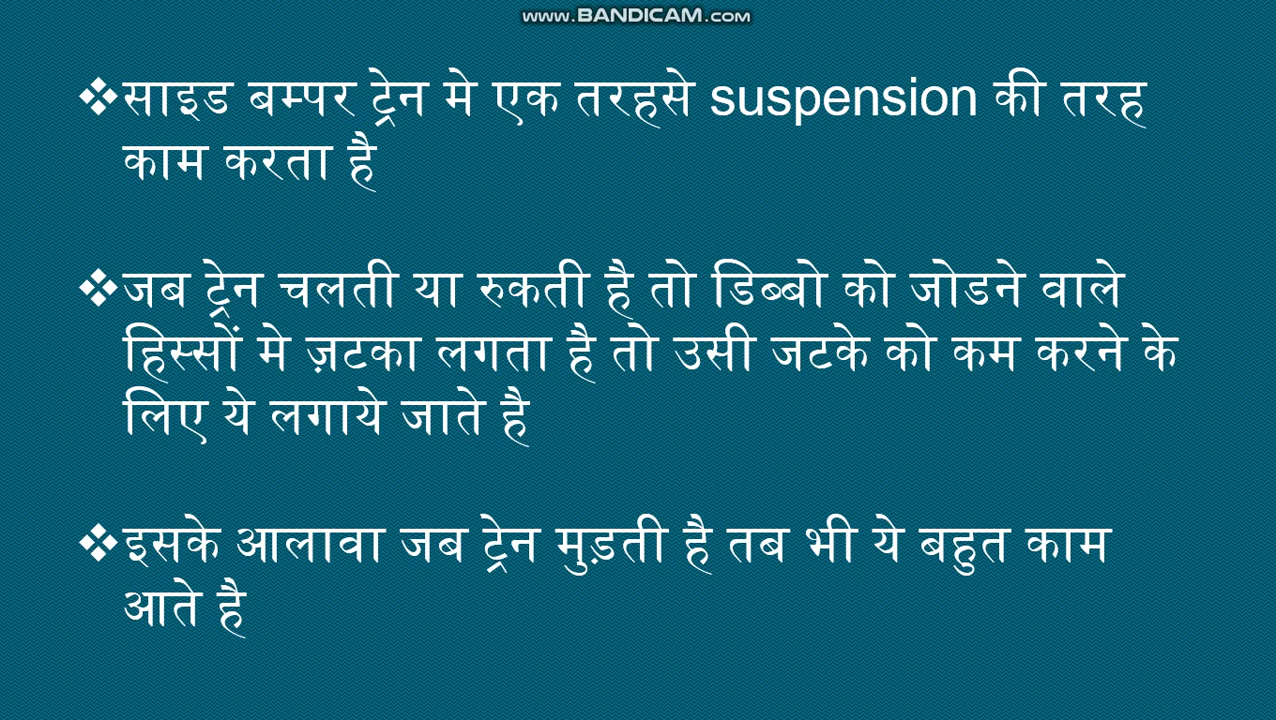 www.BANDICAM.com
❖साइड बम्पर ट्रेन मे एक तरहसे suspension की तरह
काम करता है
❖जब ट्रेन चलती या रुकती है तो डिब्बो को जोडने वाले
हिस्सों मे ज़टका लगता है तो उसी जटके को कम करने के
लिए ये लगाये जाते है
❖इसके आलावा जब ट्रेन मुड़ती है तब भी ये बहुत काम
आते है